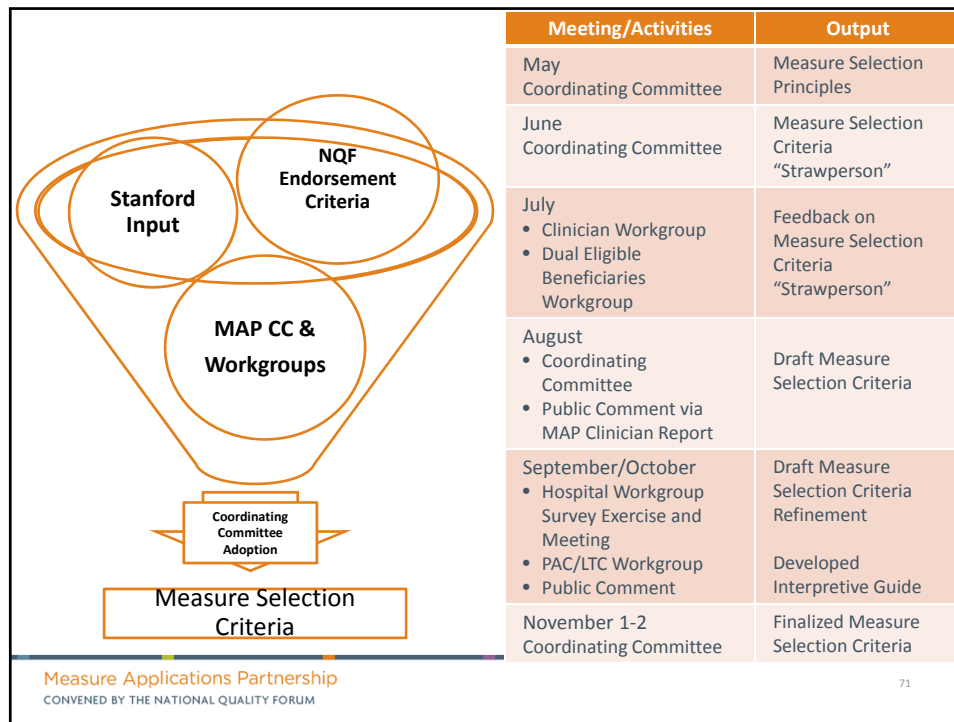 Stanford
Input
NQF
Endorsement
Criteria
MAP CC &
Workgroups
Coordinating
Committee
Adoption
Measure Selection
Criteria
Meeting/Activities
Output
May
Coordinating Committee
Measure Selection
Principles
June
Coordinating Committee
Measure Selection
Criteria
“Strawperson”
July
• Clinician Workgroup
• Dual Eligible
Beneficiaries
Workgroup
Feedback on
Measure Selection
Criteria
“Strawperson”
August
• Coordinating
Committee
• Public Comment via
MAP Clinician Report
Draft Measure
Selection Criteria
September/October
• Hospital Workgroup
Survey Exercise and
Meeting
• PAC/LTC Workgroup
• Public Comment
Draft Measure
Selection Criteria
Refinement
Developed
Interpretive Guide
November 1-2
Coordinating Committee
Finalized Measure
Selection Criteria
Measure Applications Partnership
CONVENED BY THE NATIONAL QUALITY FORUM
71